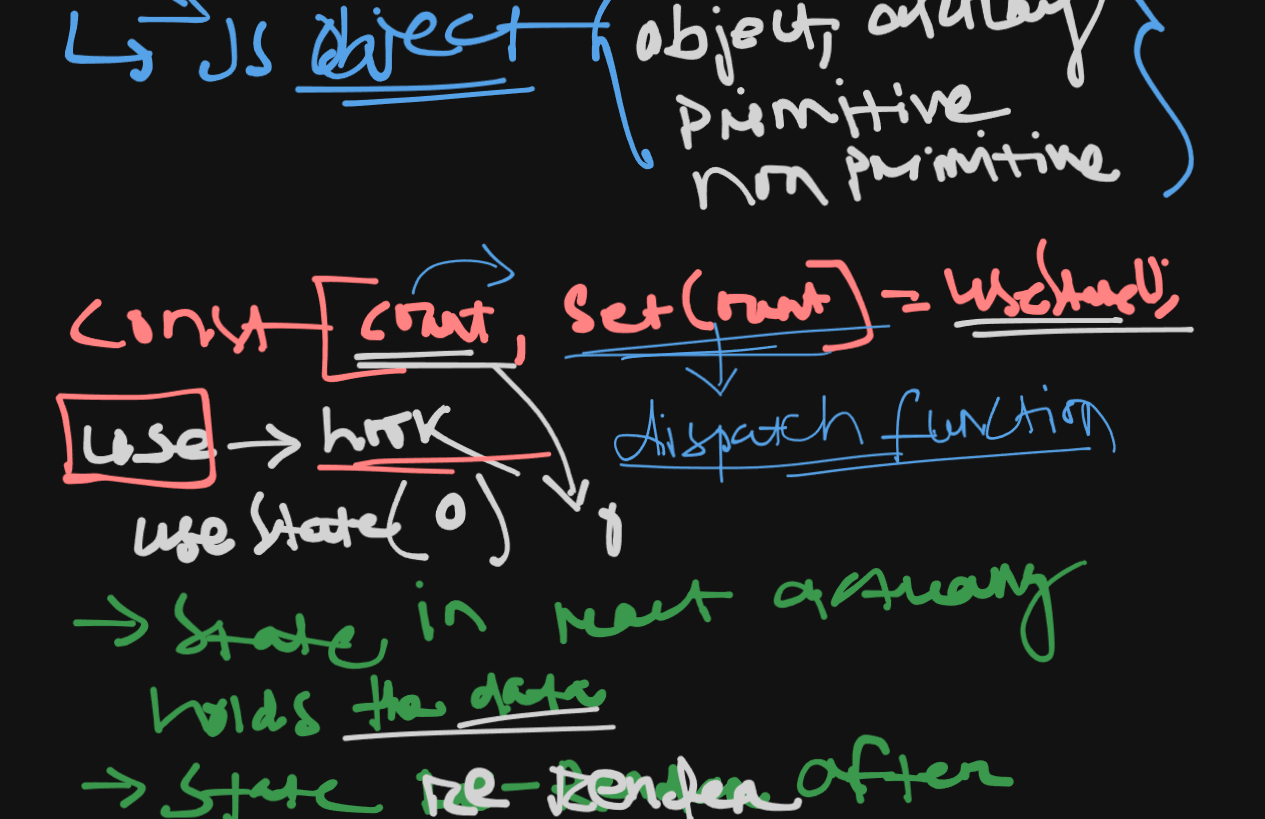 JS object
object, array
primitive
non primitive
const [count, setCount] = useState();
use → hook
dispatch function
useState(0)
→ State in react actually
holds the data
→ State Re-Render after